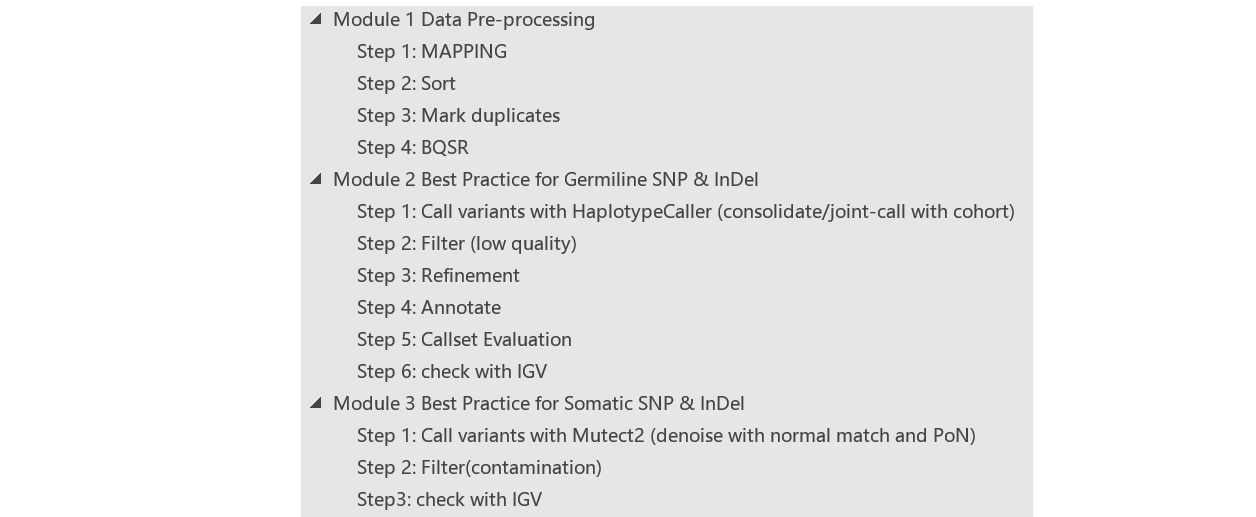 Module 1 Data Pre-processing
Step 1: MAPPING
Step 2: Sort
Step 3: Mark duplicates
Step 4: BQSR
Module 2 Best Practice for Germiline SNP & InDel
Step 1: Call variants with HaplotypeCaller (consolidate/joint-call with cohort)
Step 2: Filter (low quality)
Step 3: Refinement
Step 4: Annotate
Step 5: Callset Evaluation
Step 6: check with IGV
Module 3 Best Practice for Somatic SNP & InDel
Step 1: Call variants with Mutect2 (denoise with normal match and PoN)
Step 2: Filter(contamination)
Step3: check with IGV